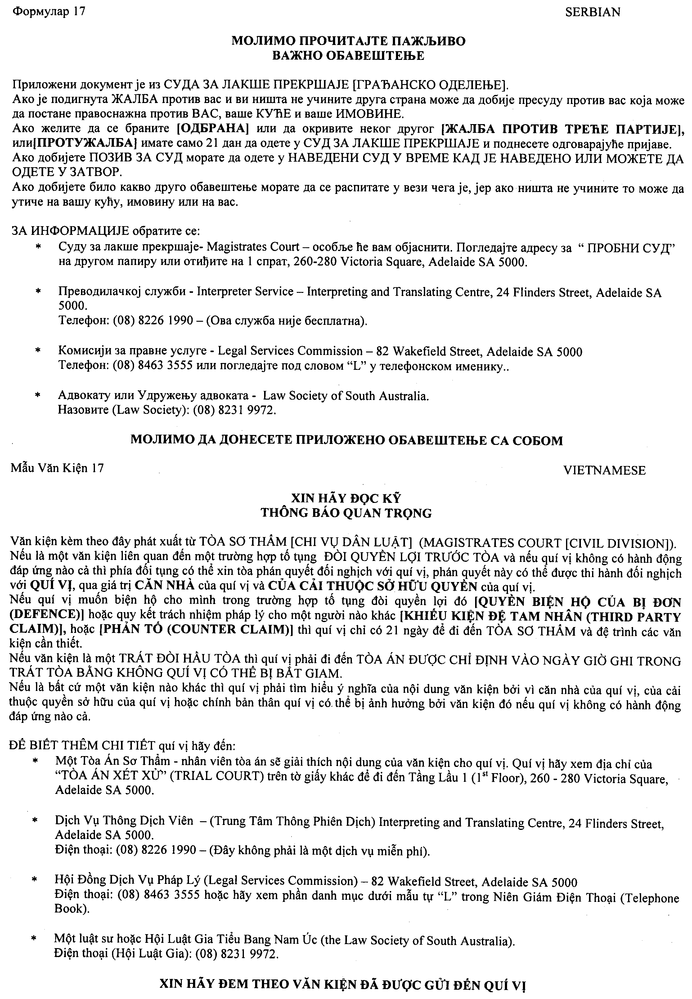 Формулар 17 SERBIAN
МОЛИМО ПРОЧИТАЈТЕ ПАЖЉИВО
ВАЖНО ОБАВЕШТЕЊЕ
Приложени документ је из СУДА ЗА ЛАКШЕ ПРЕКРШАЈЕ [ГРАЂАНСКО ОДЕЛЕЊЕ].
Ако је подигнута ЖАЛБА против вас и ви ништа не учините друга страна може да добије пресуду против вас која може
да постане правоснажна против ВАС, ваше КУЋЕ и ваше ИМОВИНЕ.
Ако желите да се браните [ОДБРАНА] или да окривите неког другог [ЖАЛБА ПРОТИВ ТРЕЋЕ ПАРТИЈЕ],
или[ПРОТУЖАЛБА] имате само 21 дан да одете у СУД ЗА ЛАКШЕ ПРЕКРШАЈЕ и поднесете одговарајуће пријаве.
Ако добијете ПОЗИВ ЗА СУД морате да одете у НАВЕДЕНИ СУД У ВРЕМЕ КАД ЈЕ НАВЕДЕНО ИЛИ МОЖЕТЕ ДА
ОДЕТЕ У ЗАТВОР.
Ако добијете било какво друго обавештење морате да се распитате у вези чега је, јер ако ништа не учините то може да
утиче на вашу кућу, имовину или на вас.
ЗА ИНФОРМАЦИЈЕ обратите се:
* Суду за лакше прекршаје- Magistrates Court – особље ће вам објаснити. Погледајте адресу за “ ПРОБНИ СУД”
на другом папиру или отиђите на 1 спрат, 260-280 Victoria Square, Adelaide SA 5000.
* Преводилачкој служби - Interpreter Service – Interpreting and Translating Centre, 24 Flinders Street, Adelaide SA
5000.
Телефон: (08) 8226 1990 – (Ова служба није бесплатна).
* Комисији за правне услуге - Legal Services Commission – 82 Wakefield Street, Adelaide SA 5000
Телефон: (08) 8463 3555 или погледајте под словом “L” у телефонском именику..
* Адвокату или Удружењу адвоката - Law Society of South Australia.
Назовите (Law Society): (08) 8231 9972.
МОЛИМО ДА ДОНЕСЕТЕ ПРИЛОЖЕНО ОБАВЕШТЕЊЕ СА СОБОМ
Mẫu Văn Kiện 17 VIETNAMESE
XIN HÃY ĐỌC KỸ
THÔNG BÁO QUAN TRỌNG
Văn kiện kèm theo đây phát xuất từ TÒA SƠ THẨM [CHI VỤ DÂN LUẬT] (MAGISTRATES COURT [CIVIL DIVISION]).
Nếu là một văn kiện liên quan đến một trường hợp tố tụng ĐÒI QUYỀN LỢI TRƯỚC TÒA và nếu quí vị không có hành động
đáp ứng nào cả thì phía đối tụng có thể xin tòa phán quyết đối nghịch với quí vị, phán quyết này có thể được thi hành đối nghịch
với QUÍ VỊ, qua giá trị CĂN NHÀ của quí vị và CỦA CẢI THUỘC SỞ HỮU QUYỀN của quí vị.
Nếu quí vị muốn biện hộ cho mình trong trường hợp tố tụng đòi quyền lợi đó [QUYỀN BIỆN HỘ CỦA BỊ ĐƠN
(DEFENCE)] hoặc quy kết trách nhiệm pháp lý cho một người nào khác [KHIẾU KIỆN ĐỆ TAM NHÂN (THIRD PARTY
CLAIM)], hoặc [PHẢN TỐ (COUNTER CLAIM)] thì quí vị chỉ có 21 ngày để đi đến TÒA SƠ THẨM và đệ trình các văn
kiện cần thiết.
Nếu văn kiện là một TRÁT ĐÒI HẦU TÒA thì quí vị phải đi đến TÒA ÁN ĐƯỢC CHỈ ĐỊNH VÀO NGÀY GIỜ GHI TRONG
TRÁT TÒA BẰNG KHÔNG QUÍ VỊ CÓ THỂ BỊ BẮT GIAM.
Nếu là bất cứ một văn kiện nào khác thì quí vị phải tìm hiểu ý nghĩa của nội dung văn kiện bởi vì căn nhà của quí vị, của cải
thuộc quyền sở hữu của quí vị hoặc chính bản thân quí vị có thể bị ảnh hưởng bởi văn kiện đó nếu quí vị không có hành động
đáp ứng nào cả.
ĐỂ BIẾT THÊM CHI TIẾT quí vị hãy đến:
* Một Tòa Án Sơ Thẩm - nhân viên tòa án sẽ giải thích nội dung của văn kiện cho quí vị. Quí vị hãy xem địa chỉ của
“TÒA ÁN XÉT XỬ” (TRIAL COURT) trên tờ giấy khác để đi đến Tầng Lầu 1 (1st Floor), 260 - 280 Victoria Square,
Adelaide SA 5000.
* Dịch Vụ Thông Dịch Viên – (Trung Tâm Thông Phiên Dịch) Interpreting and Translating Centre, 24 Flinders Street,
Adelaide SA 5000.
Điện thoại: (08) 8226 1990 – (Đây không phải là một dịch vụ miễn phí).
* Hội Đồng Dịch Vụ Pháp Lý (Legal Services Commission) – 82 Wakefield Street, Adelaide SA 5000
Điện thoại: (08) 8463 3555 hoặc hãy xem phần danh mục dưới mẫu tự “L” trong Niên Giám Điện Thoại (Telephone
Book).
* Một luật sư hoặc Hội Luật Gia Tiểu Bang Nam Úc (the Law Society of South Australia).
Điện thoại (Hội Luật Gia): (08) 8231 9972.
XIN HÃY ĐEM THEO VĂN KIỆN ĐÃ ĐƯỢC GỬI ĐẾN QUÍ VỊ